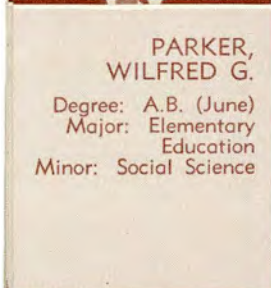 PARKER,
WILFRED G.
Degree: A.B. (June)
Major: Elementary
Education
Minor: Social Science